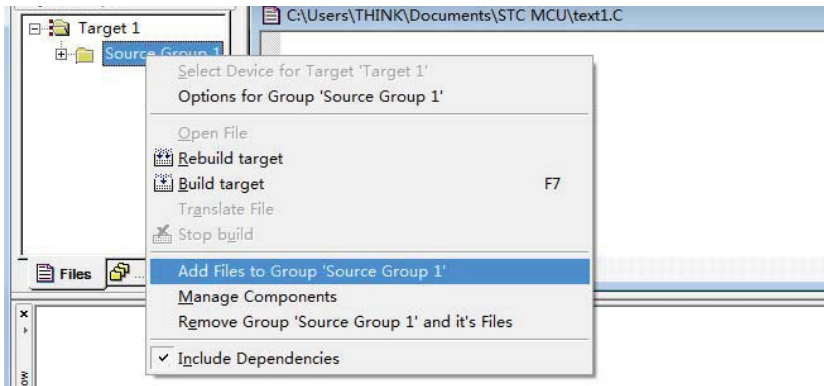 C:\Users\THINK\Documents\STC MCU\text1.C
Target 1
Source Group 1
Select Device for Target 'Target 1'
Options for Group 'Source Group 1'
Open File
Rebuild target
Build target F7
Translate File
Stop build
Add Files to Group 'Source Group 1'
Manage Components
Remove Group 'Source Group 1' and it's Files
Include Dependencies
Files